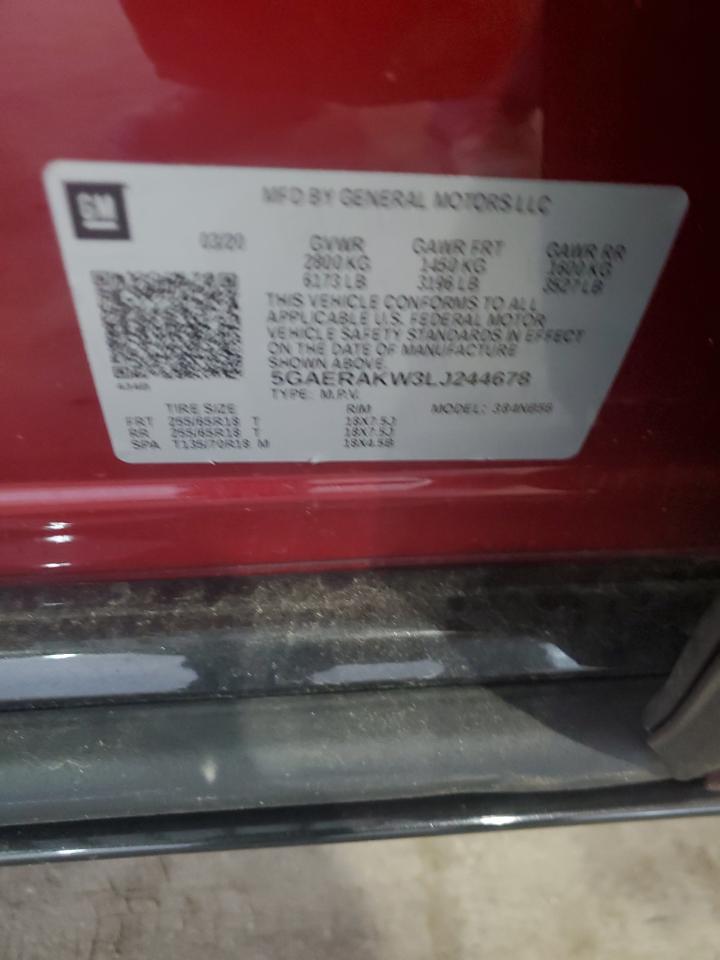 GM
MFD BY GENERAL MOTORS LLC
03/20
GVWR GAWR FRT GAWR RR
2800 KG 1450 KG 1600 KG
6173 LB 3196 LB 3527 LB
THIS VEHICLE CONFORMS TO ALL
APPLICABLE U.S. FEDERAL MOTOR
VEHICLE SAFETY STANDARDS IN EFFECT
ON THE DATE OF MANUFACTURE
SHOWN ABOVE.
5GAERAKW3LJ244678
TYPE: M.P.V. MODEL:
TIRE SIZE RIM
FRT 255/65R18 T 18X7.5J
RR 255/65R18 T 18X7.5J
SPA T135/70R18 M 18X4.5B